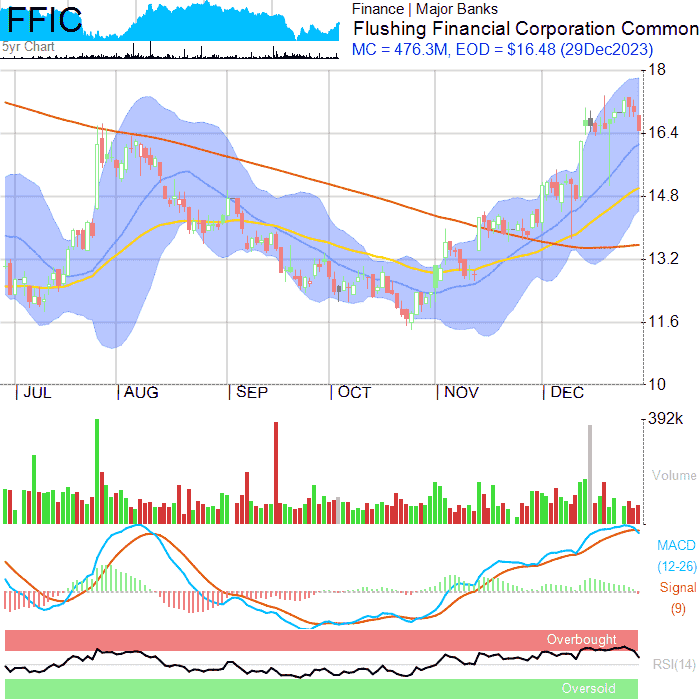 FFIC
5yr Chart
Finance | Major Banks
Flushing Financial Corporation Common
MC = 476.3M, EOD = $16.48 (29Dec2023)
18
16.4
14.8
13.2
11.6
10
JUL AUG SEP OCT NOV DEC
392k
Volume
MACD
(12-26)
Signal
(9)
Overbought
RSI(14)
Oversold